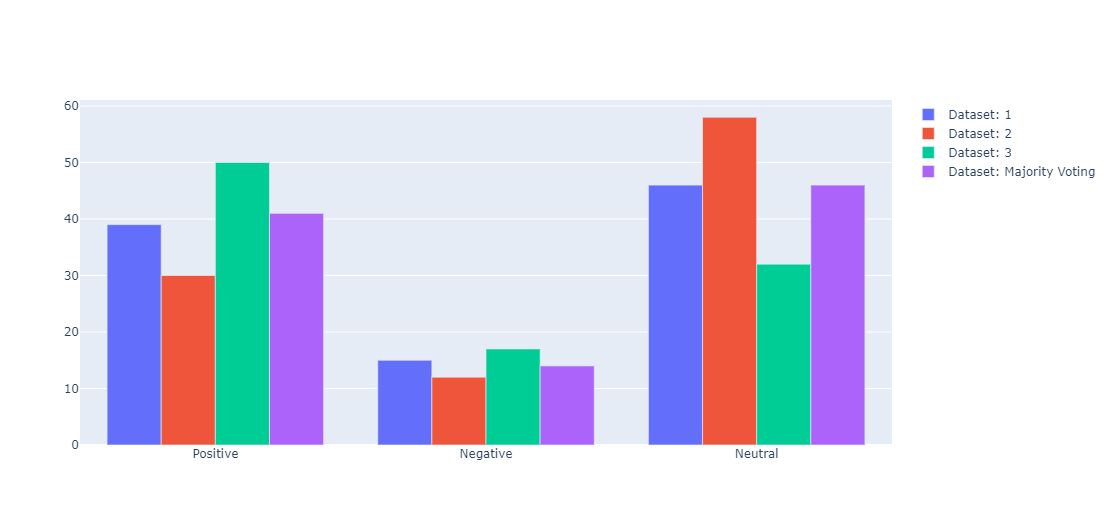 60
50
40
30
20
10
0
Positive
Negative
Neutral
Dataset: 1
Dataset: 2
Dataset: 3
Dataset: Majority Voting